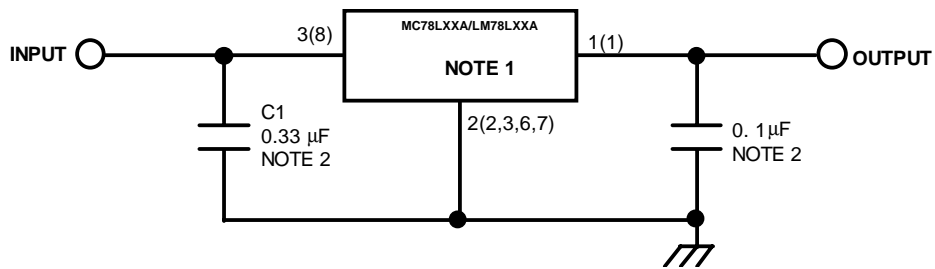 MC78LXXA/LM78LXXA
3(8)
1(1)
INPUT
NOTE 1
OUTPUT
C1
0.33 μF
NOTE 2
2(2,3,6,7)
0. 1μF
NOTE 2